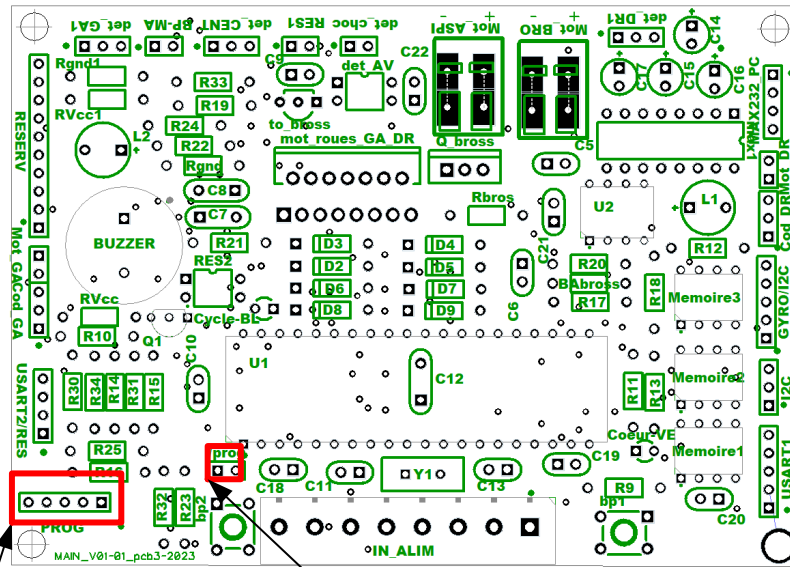 det_GA1
BP-MA
det_CEN1
RES1
det_choc
- Mot_ASPI +
- Mot_BRO +
det_DR1
C14
Rgnd1
C9
det_AV
C22
C17
C15
C16
MAX232 PC
RVcc1
R33
R19
RESERV
L2
R24
to_bross
R22
mot_roues_GA_DR
Q_bross
C5
Rgnd
C8
Rbros
U2
L1
Mot_DR
Cod_DR
C7
C21
BUZZER
R21
D3
D4
R12
Mot_GA
Cod_GA
RES2
D2
D5
R20
BAbross
GYRO/I2C
D6
D7
R17
R18
Memoire3
RVcc
Cycle-BL
D8
D9
C6
R10
Q1
U1
C10
C12
Memoire2
I2C
USART2/RES
R30
R34
R14
R31
R15
R11
R13
Coeur-VE
Memoire1
R25
C19
USART1
C18
C11
Y1
C13
R9
C20
PROG
R32
R23
bp2
bp1
IN_ALIM
MAIN_V01-01_pcb3-2023